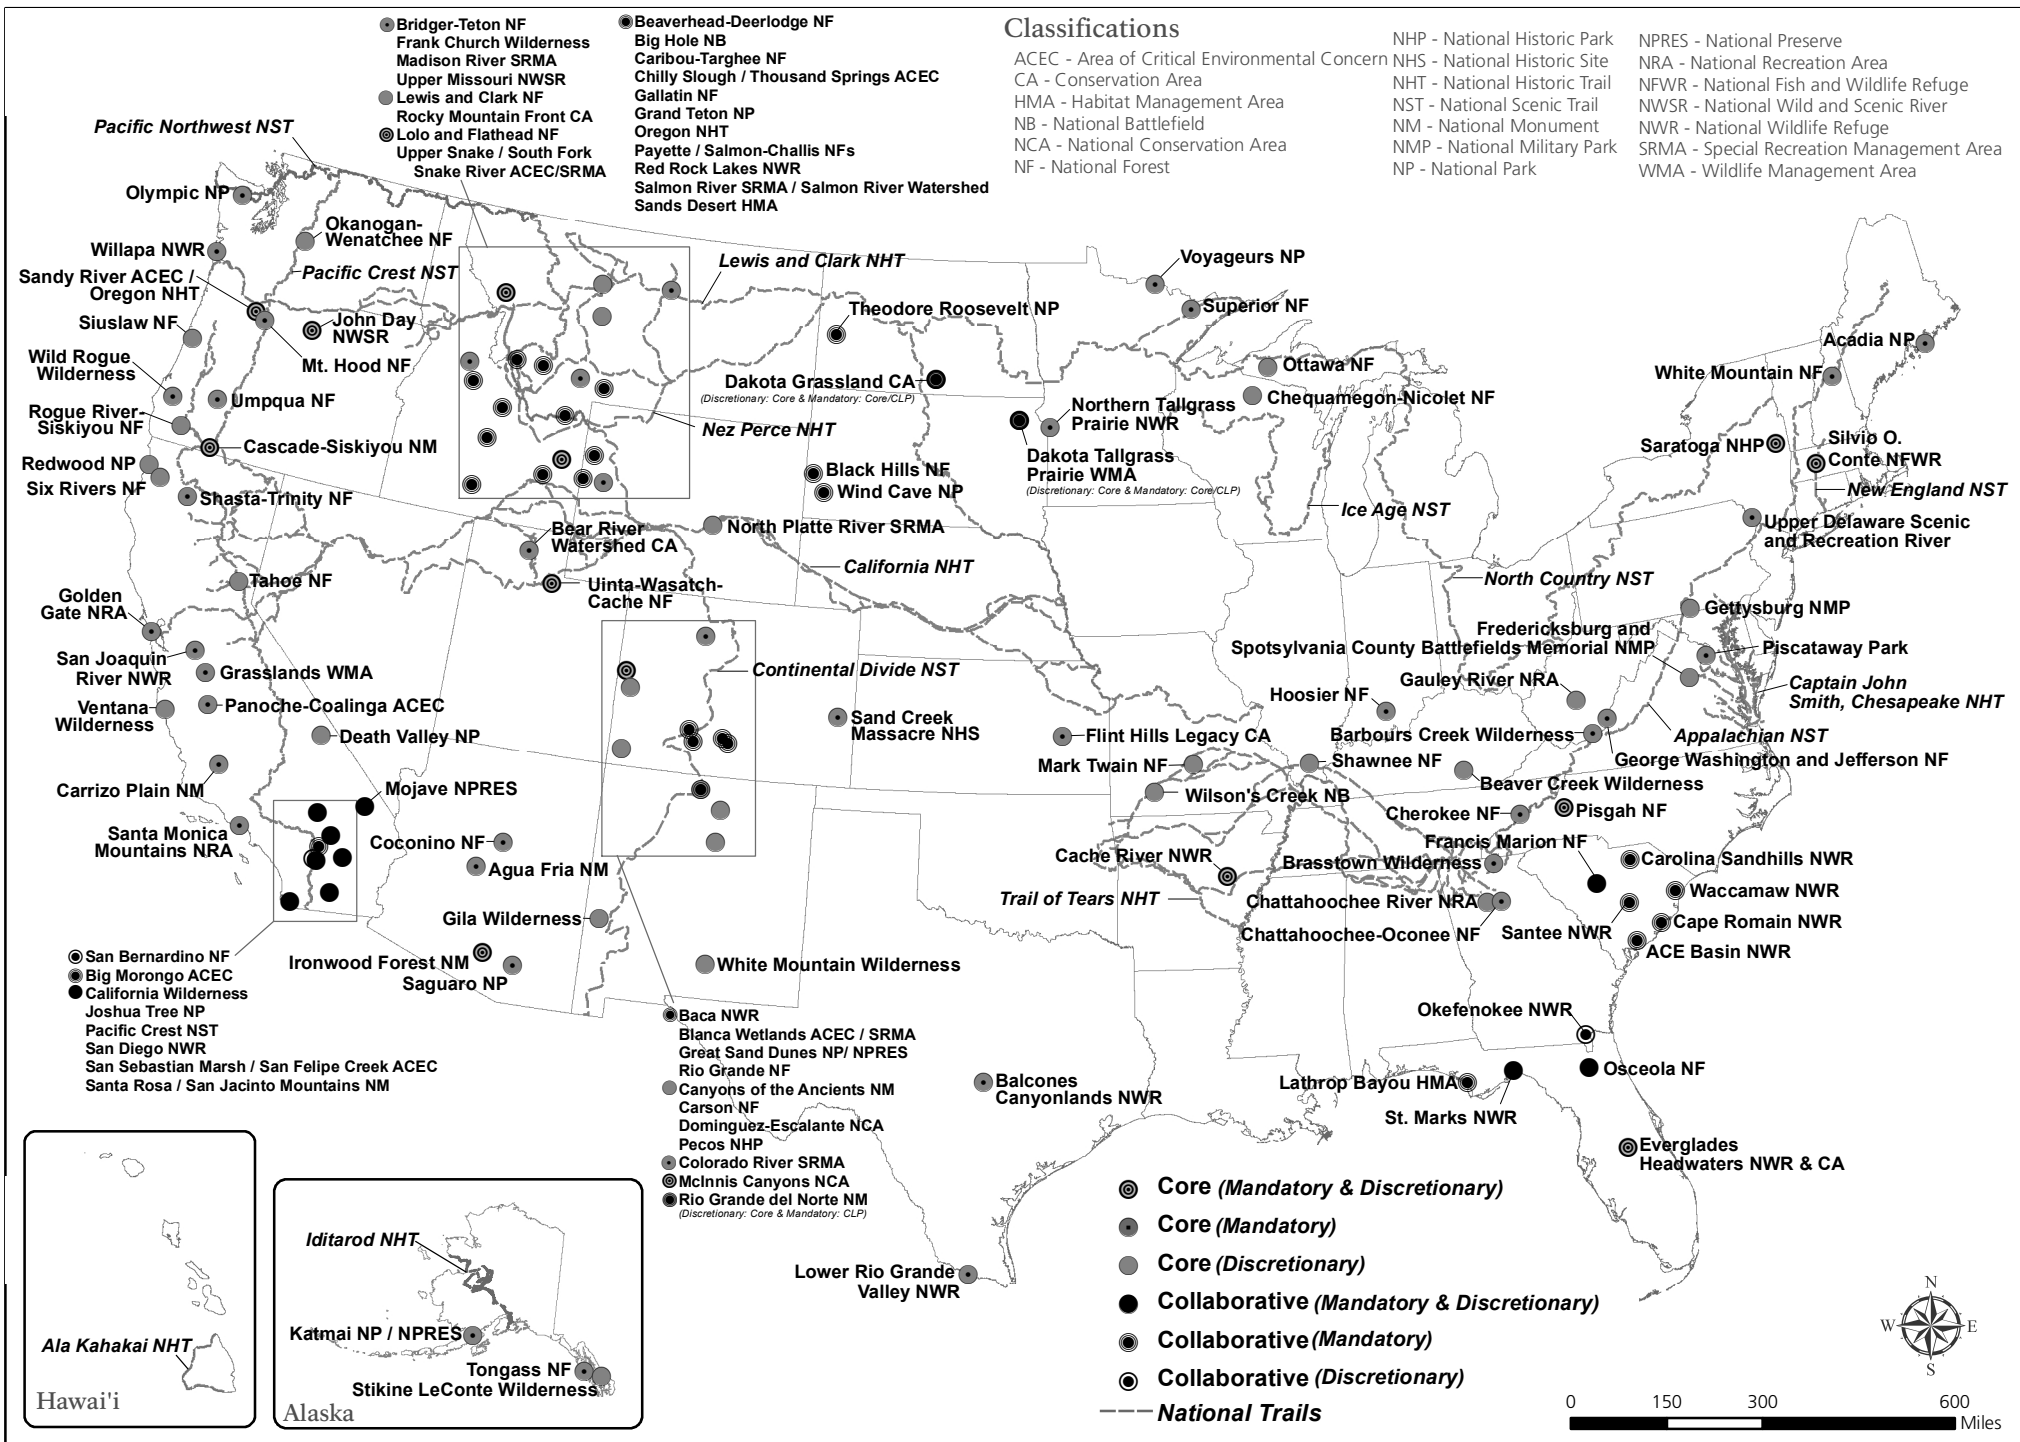 Bridger-Teton NF
Frank Church Wilderness
Madison River SRMA
Upper Missouri NWSR
Lewis and Clark NF
Rocky Mountain Front CA
Lolo and Flathead NF
Upper Snake / South Fork
Snake River ACEC/SRMA
Beaverhead-Deerlodge NF
Big Hole NB
Caribou-Targhee NF
Chilly Slough / Thousand Springs ACEC
Gallatin NF
Grand Teton NP
Oregon NHT
Payette / Salmon-Challis NFs
Red Rock Lakes NWR
Salmon River SRMA / Salmon River Watershed
Sands Desert HMA
Classifications
ACEC - Area of Critical Environmental Concern
CA - Conservation Area
HMA - Habitat Management Area
NB - National Battlefield
NCA - National Conservation Area
NF - National Forest
NHP - National Historic Park
NHS - National Historic Site
NHT - National Historic Trail
NST - National Scenic Trail
NM - National Monument
NMP - National Military Park
NP - National Park
NPRES - National Preserve
NRA - National Recreation Area
NFWR - National Fish and Wildlife Refuge
NWSR - National Wild and Scenic River
NWR - National Wildlife Refuge
SRMA - Special Recreation Management Area
WMA - Wildlife Management Area
Pacific Northwest NST
Olympic NP
Okanogan-
Wenatchee NF
Willapa NWR
Pacific Crest NST
Sandy River ACEC /
Oregon NHT
Siuslaw NF
John Day
NWSR
Mt. Hood NF
Wild Rogue
Wilderness
Umpqua NF
Rogue River-
Siskiyou NF
Cascade-Siskiyou NM
Redwood NP
Six Rivers NF
Shasta-Trinity NF
Tahoe NF
Golden
Gate NRA
San Joaquin
River NWR
Grasslands WMA
Ventana
Wilderness
Panoche-Coalinga ACEC
Death Valley NP
Carrizo Plain NM
Mojave NPRES
Santa Monica
Mountains NRA
Coconino NF
Agua Fria NM
Gila Wilderness
Ironwood Forest NM
Saguaro NP
Lewis and Clark NHT
Theodore Roosevelt NP
Dakota Grassland CA
(Discretionary: Core & Mandatory: Core/CLP)
Nez Perce NHT
Black Hills NF
Wind Cave NP
North Platte River SRMA
Bear River
Watershed CA
Uinta-Wasatch-
Cache NF
California NHT
Continental Divide NST
Sand Creek
Massacre NHS
White Mountain Wilderness
Voyageurs NP
Superior NF
Ottawa NF
Chequamegon-Nicolet NF
Northern Tallgrass
Prairie NWR
Dakota Tallgrass
Prairie WMA
(Discretionary: Core & Mandatory: Core/CLP)
Ice Age NST
North Country NST
Acadia NP
White Mountain NF
Saratoga NHP
Silvio O.
Conte NFWR
New England NST
Upper Delaware Scenic
and Recreation River
Gettysburg NMP
Fredericksburg and
Spotsylvania County Battlefields Memorial NMP
Piscataway Park
Gauley River NRA
Captain John
Smith, Chesapeake NHT
Hoosier NF
Barbours Creek Wilderness
Appalachian NST
George Washington and Jefferson NF
Flint Hills Legacy CA
Mark Twain NF
Shawnee NF
Beaver Creek Wilderness
Wilson's Creek NB
Cherokee NF
Pisgah NF
Francis Marion NF
Cache River NWR
Brasstown Wilderness
Carolina Sandhills NWR
Waccamaw NWR
Trail of Tears NHT
Chattahoochee River NRA
Cape Romain NWR
Chattahoochee-Oconee NF
Santee NWR
ACE Basin NWR
Okefenokee NWR
Osceola NF
Lathrop Bayou HMA
St. Marks NWR
Everglades
Headwaters NWR & CA
Balcones
Canyonlands NWR
Lower Rio Grande
Valley NWR
San Bernardino NF
Big Morongo ACEC
California Wilderness
Joshua Tree NP
Pacific Crest NST
San Diego NWR
San Sebastian Marsh / San Felipe Creek ACEC
Santa Rosa / San Jacinto Mountains NM
Baca NWR
Blanca Wetlands ACEC / SRMA
Great Sand Dunes NP/ NPRES
Rio Grande NF
Canyons of the Ancients NM
Carson NF
Dominguez-Escalante NCA
Pecos NHP
Colorado River SRMA
McInnis Canyons NCA
Rio Grande del Norte NM
(Discretionary: Core & Mandatory: CLP)
Ala Kahakai NHT
Hawai'i
Iditarod NHT
Katmai NP / NPRES
Tongass NF
Stikine LeConte Wilderness
Alaska
Core (Mandatory & Discretionary)
Core (Mandatory)
Core (Discretionary)
Collaborative (Mandatory & Discretionary)
Collaborative (Mandatory)
Collaborative (Discretionary)
National Trails
N
W E
S
0 150 300 600
Miles